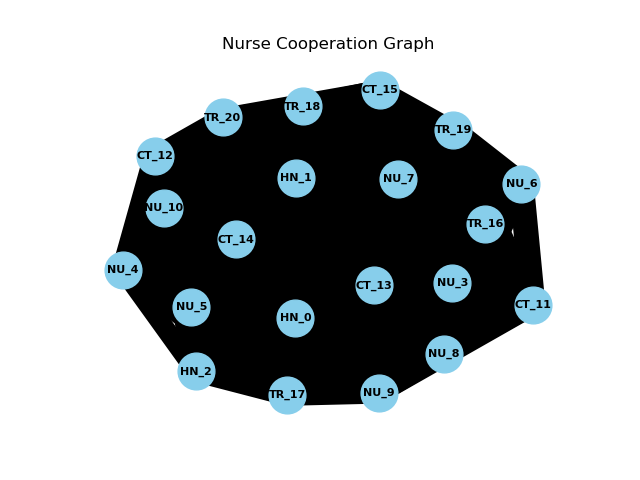 Nurse Cooperation Graph
CT_15
TR_18
TR_20
TR_19
CT_12
HN_1
NU_7
NU_6
NU_10
TR_16
CT_14
NU_4
CT_13
NU_3
NU_5
CT_11
HN_0
NU_8
HN_2
TR_17
NU_9